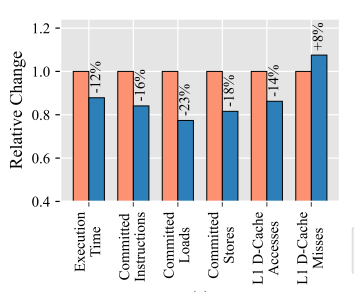 Relative Change
1.2
1.0
0.8
0.6
0.4
-12%
-16%
-23%
-18%
-14%
+8%
Execution
Time
Committed
Instructions
Committed
Loads
Committed
Stores
L1 D-Cache
Accesses
L1 D-Cache
Misses